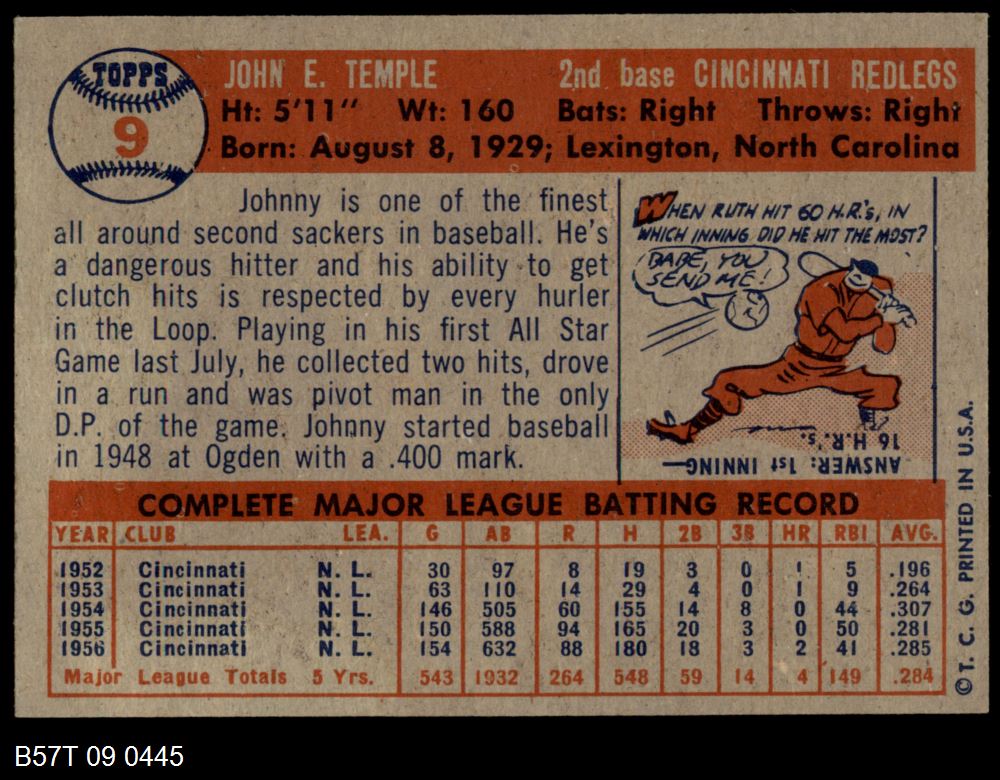 TOPPS
9
JOHN E. TEMPLE 2nd base CINCINNATI REDLEGS
Ht: 5'11" Wt: 160 Bats: Right Throws: Right
Born: August 8, 1929; Lexington, North Carolina
Johnny is one of the finest
all around second sackers in baseball. He's
a dangerous hitter and his ability to get
clutch hits is respected by every hurler
in the Loop. Playing in his first All Star
Game last July, he collected two hits, drove
in a run and was pivot man in the only
D.P. of the game. Johnny started baseball
in 1948 at Ogden with a .400 mark.
WHEN RUTH HIT 60 H.R.'s, IN
WHICH INNING DID HE HIT THE MOST?
BABE, YOU
SEND ME!
ANSWER: 1st INNING—
16 H.R.'s.
COMPLETE MAJOR LEAGUE BATTING RECORD
YEAR CLUB LEA. G AB R H 2B 3B HR RBI AVG.
1952 Cincinnati N. L. 30 97 8 19 3 0 1 5 .196
1953 Cincinnati N. L. 63 110 14 29 4 0 1 9 .264
1954 Cincinnati N. L. 146 505 60 155 14 8 0 44 .307
1955 Cincinnati N. L. 150 588 94 165 20 3 0 50 .281
1956 Cincinnati N. L. 154 632 88 180 18 3 2 41 .285
Major League Totals 5 Yrs. 543 1932 264 548 59 14 4 149 .284
©T. C. G. PRINTED IN U.S.A.
B57T 09 0445